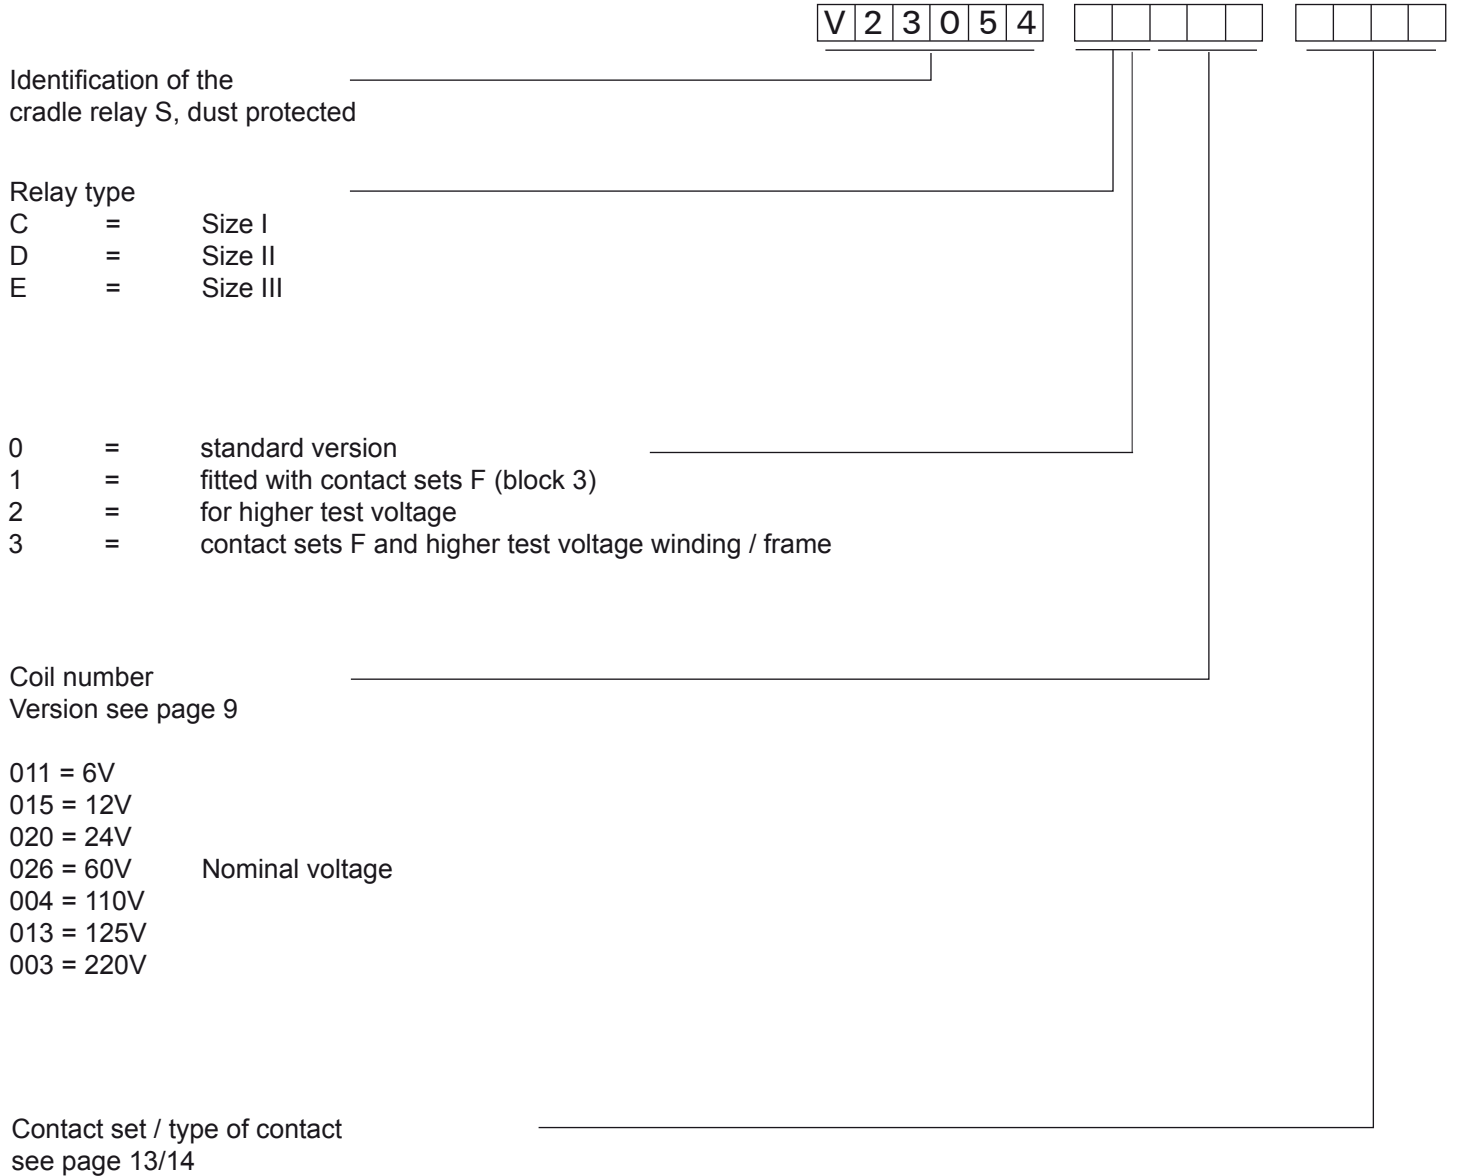 V23054
Identification of the
cradle relay S, dust protected
Relay type
C = Size I
D = Size II
E = Size III
0 = standard version
1 = fitted with contact sets F (block 3)
2 = for higher test voltage
3 = contact sets F and higher test voltage winding / frame
Coil number
Version see page 9
011 = 6V
015 = 12V
020 = 24V
026 = 60V Nominal voltage
004 = 110V
013 = 125V
003 = 220V
Contact set / type of contact
see page 13/14